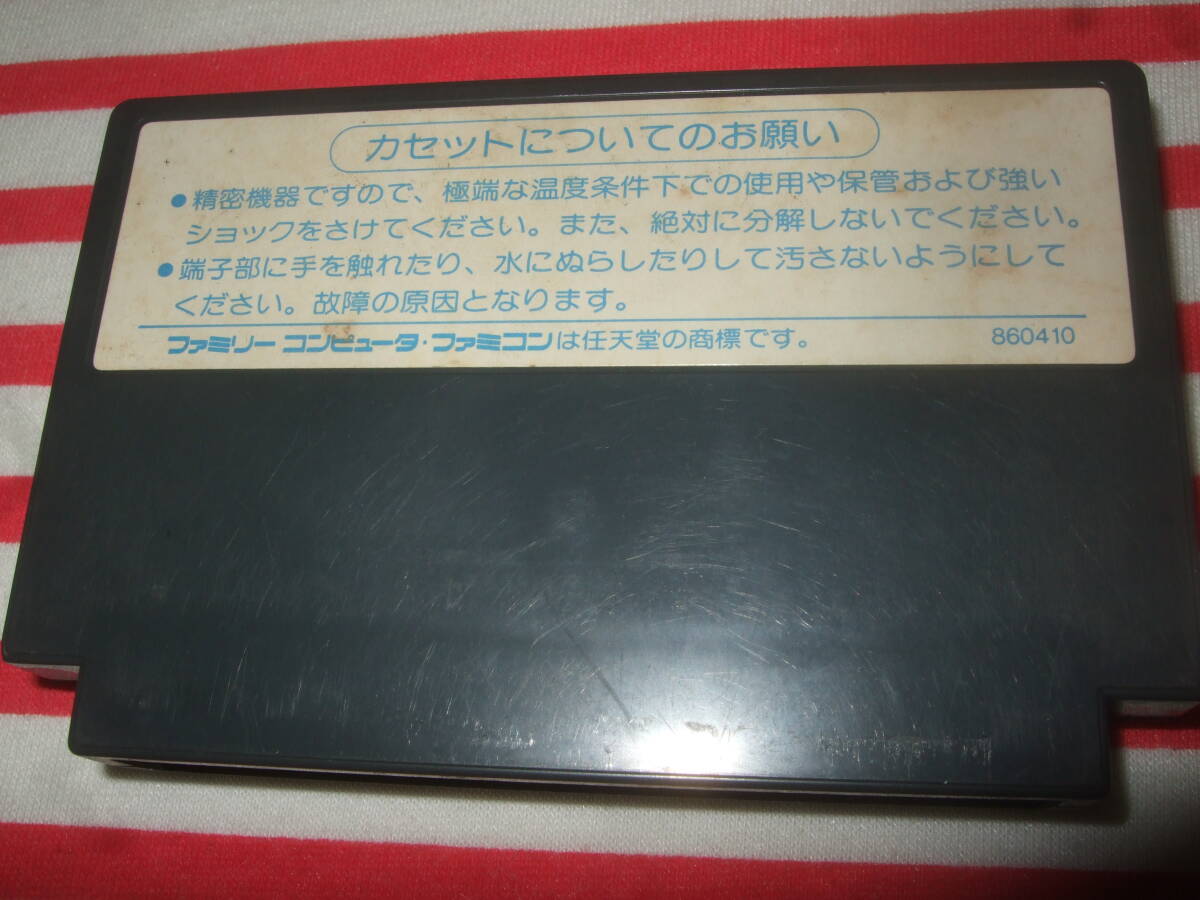 カセットについてのお願い
●精密機器ですので、極端な温度条件下での使用や保管および強い
ショックをさけてください。また、絶対に分解しないでください。
●端子部に手を触れたり、水にぬらしたりして汚さないようにして
ください。故障の原因となります。
ファミリーコンピュータ・ファミコンは任天堂の商標です。 860410